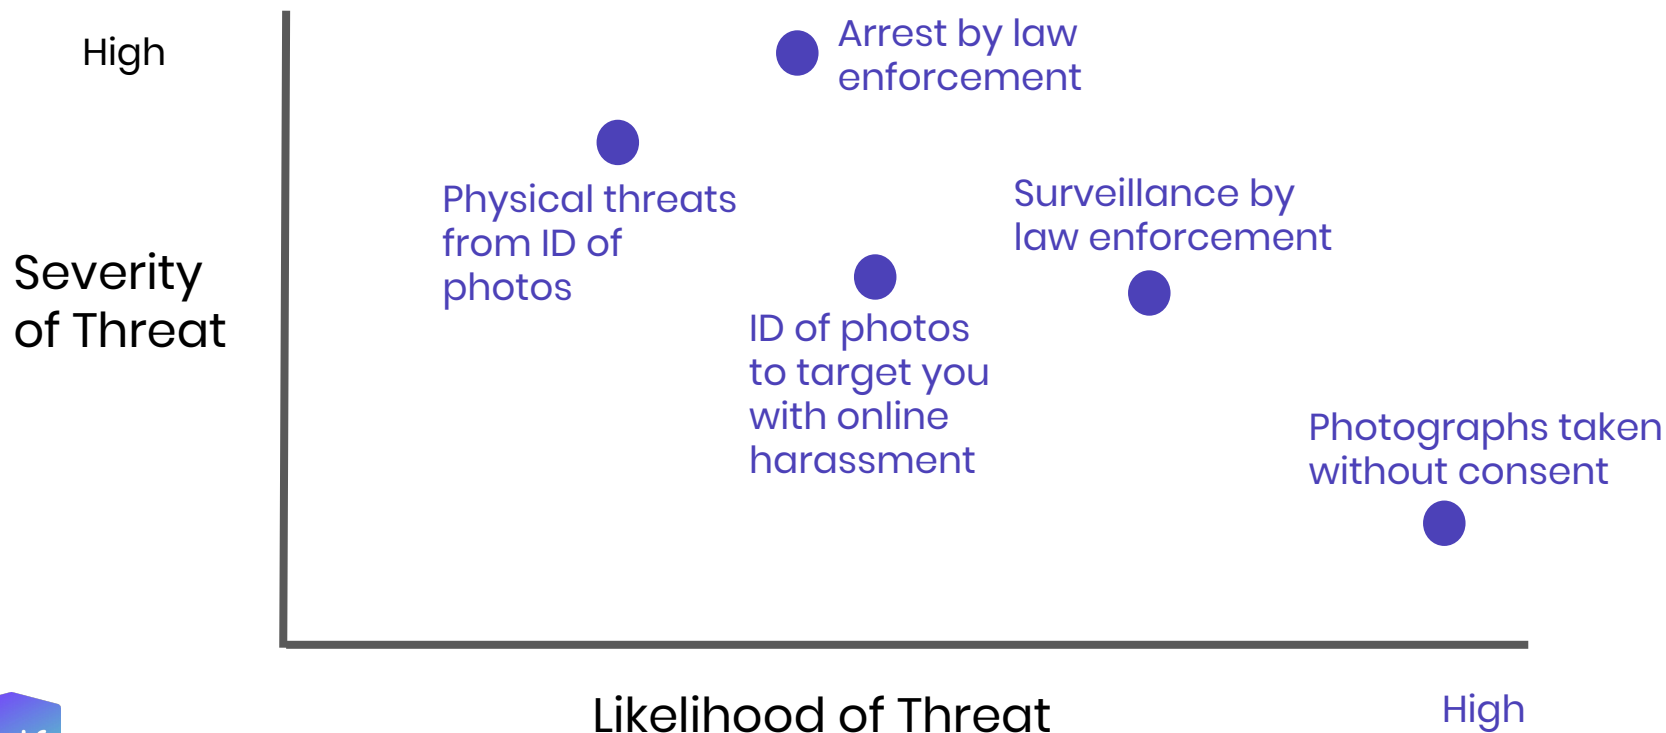 High
Arrest by law
enforcement
Physical threats
from ID of
photos
Surveillance by
law enforcement
Severity
of Threat
ID of photos
to target you
with online
harassment
Photographs taken
without consent
Likelihood of Threat
High